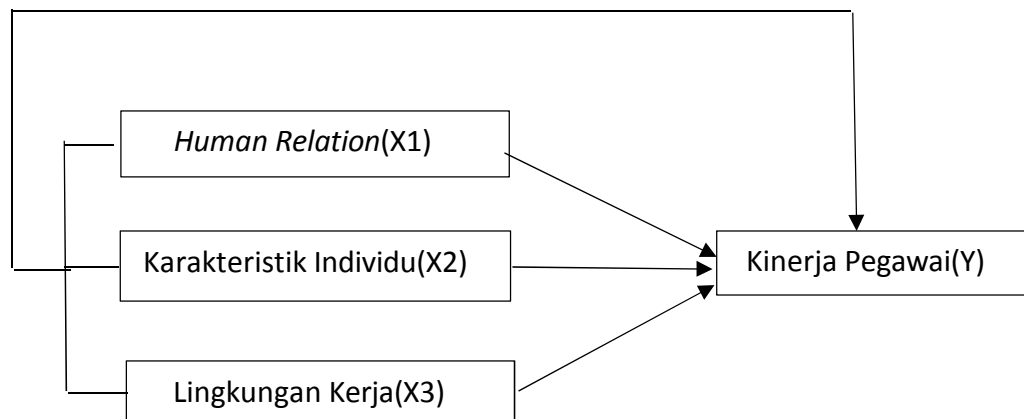 Human Relation(X1)
Karakteristik Individu(X2)
Kinerja Pegawai(Y)
Lingkungan Kerja(X3)